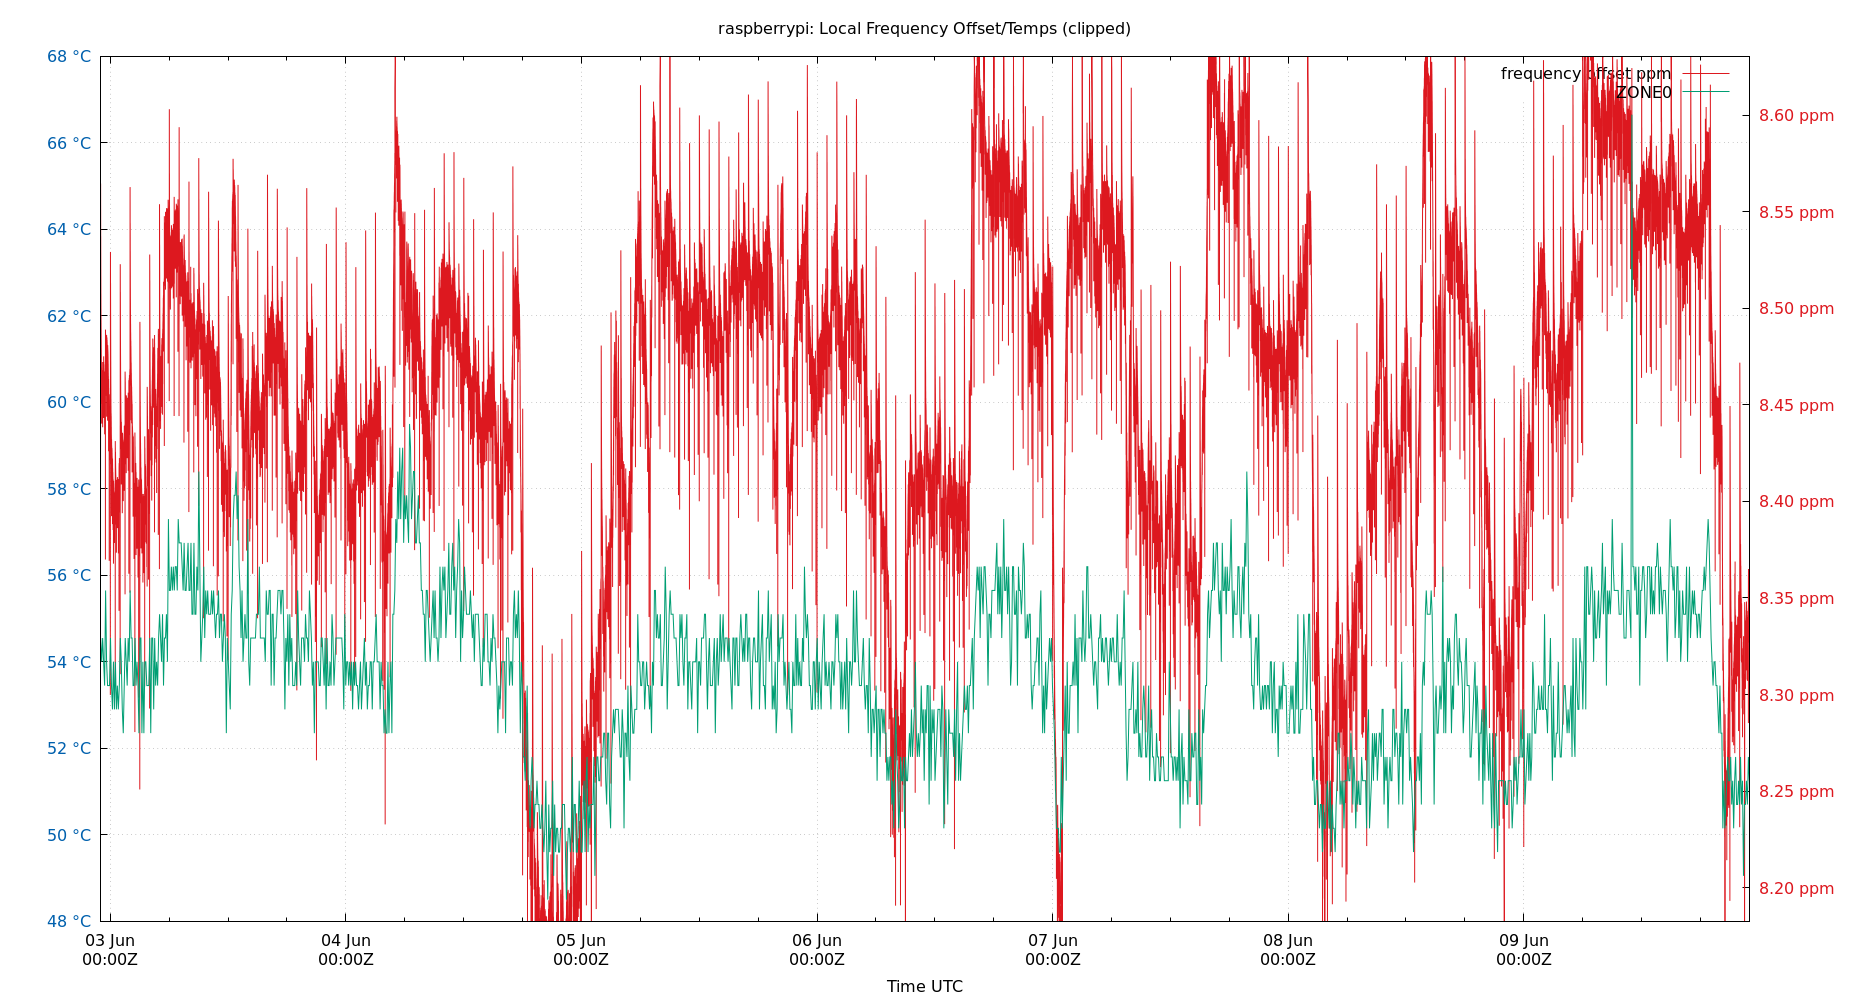 raspberrypi: Local Frequency Offset/Temps (clipped)
68 °C
66 °C
64 °C
62 °C
60 °C
58 °C
56 °C
54 °C
52 °C
50 °C
48 °C
frequency offset ppm
ZONE0
8.60 ppm
8.55 ppm
8.50 ppm
8.45 ppm
8.40 ppm
8.35 ppm
8.30 ppm
8.25 ppm
8.20 ppm
03 Jun
00:00Z
04 Jun
00:00Z
05 Jun
00:00Z
06 Jun
00:00Z
07 Jun
00:00Z
08 Jun
00:00Z
09 Jun
00:00Z
Time UTC